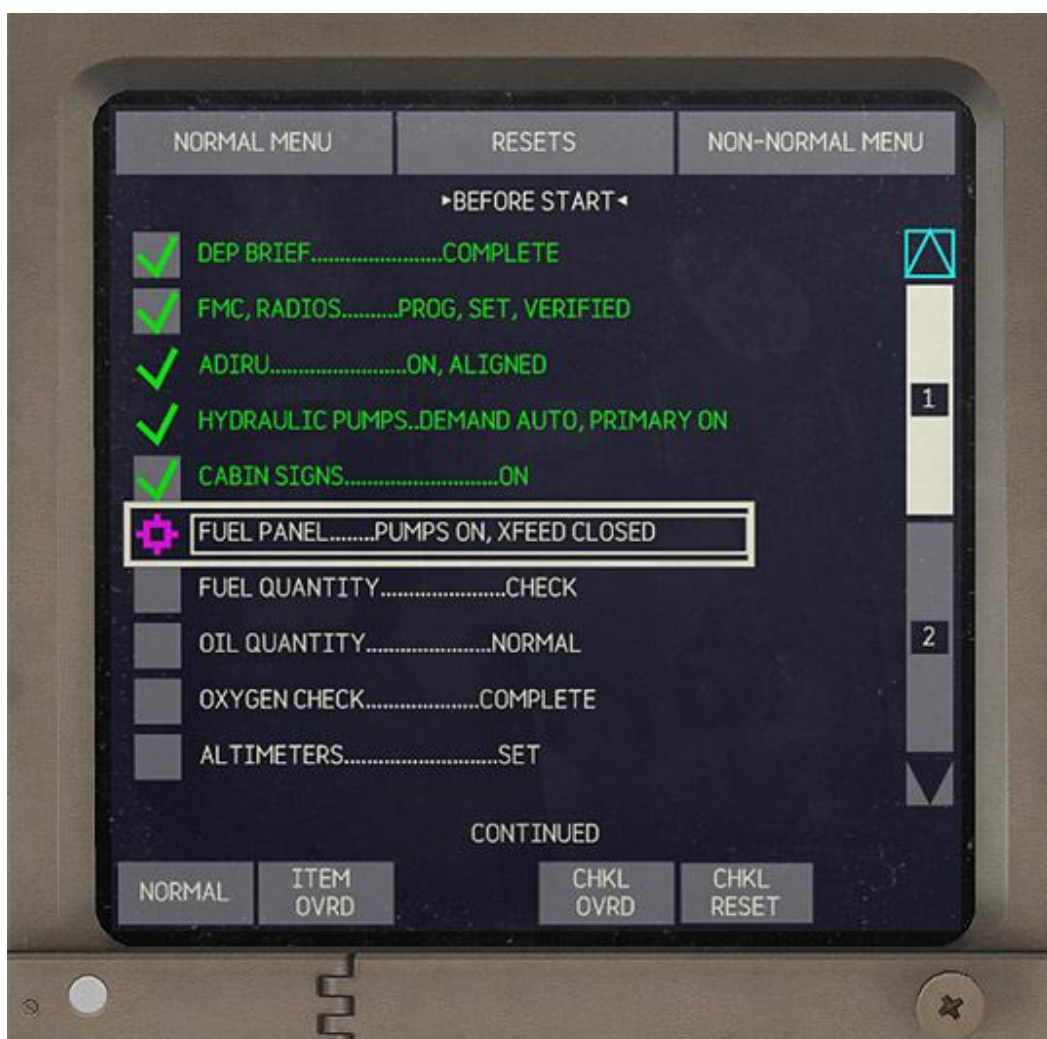 NORMAL MENU RESETS NON-NORMAL MENU
▸BEFORE START◂
DEP BRIEF......................COMPLETE
FMC, RADIOS..........PROG, SET, VERIFIED
ADIRU.......................ON, ALIGNED
HYDRAULIC PUMPS..DEMAND AUTO, PRIMARY ON
1
CABIN SIGNS..........................ON
FUEL PANEL........PUMPS ON, XFEED CLOSED
FUEL QUANTITY.....................CHECK
OIL QUANTITY.....................NORMAL
2
OXYGEN CHECK...................COMPLETE
ALTIMETERS..........................SET
CONTINUED
NORMAL ITEM OVRD CHKL OVRD CHKL RESET